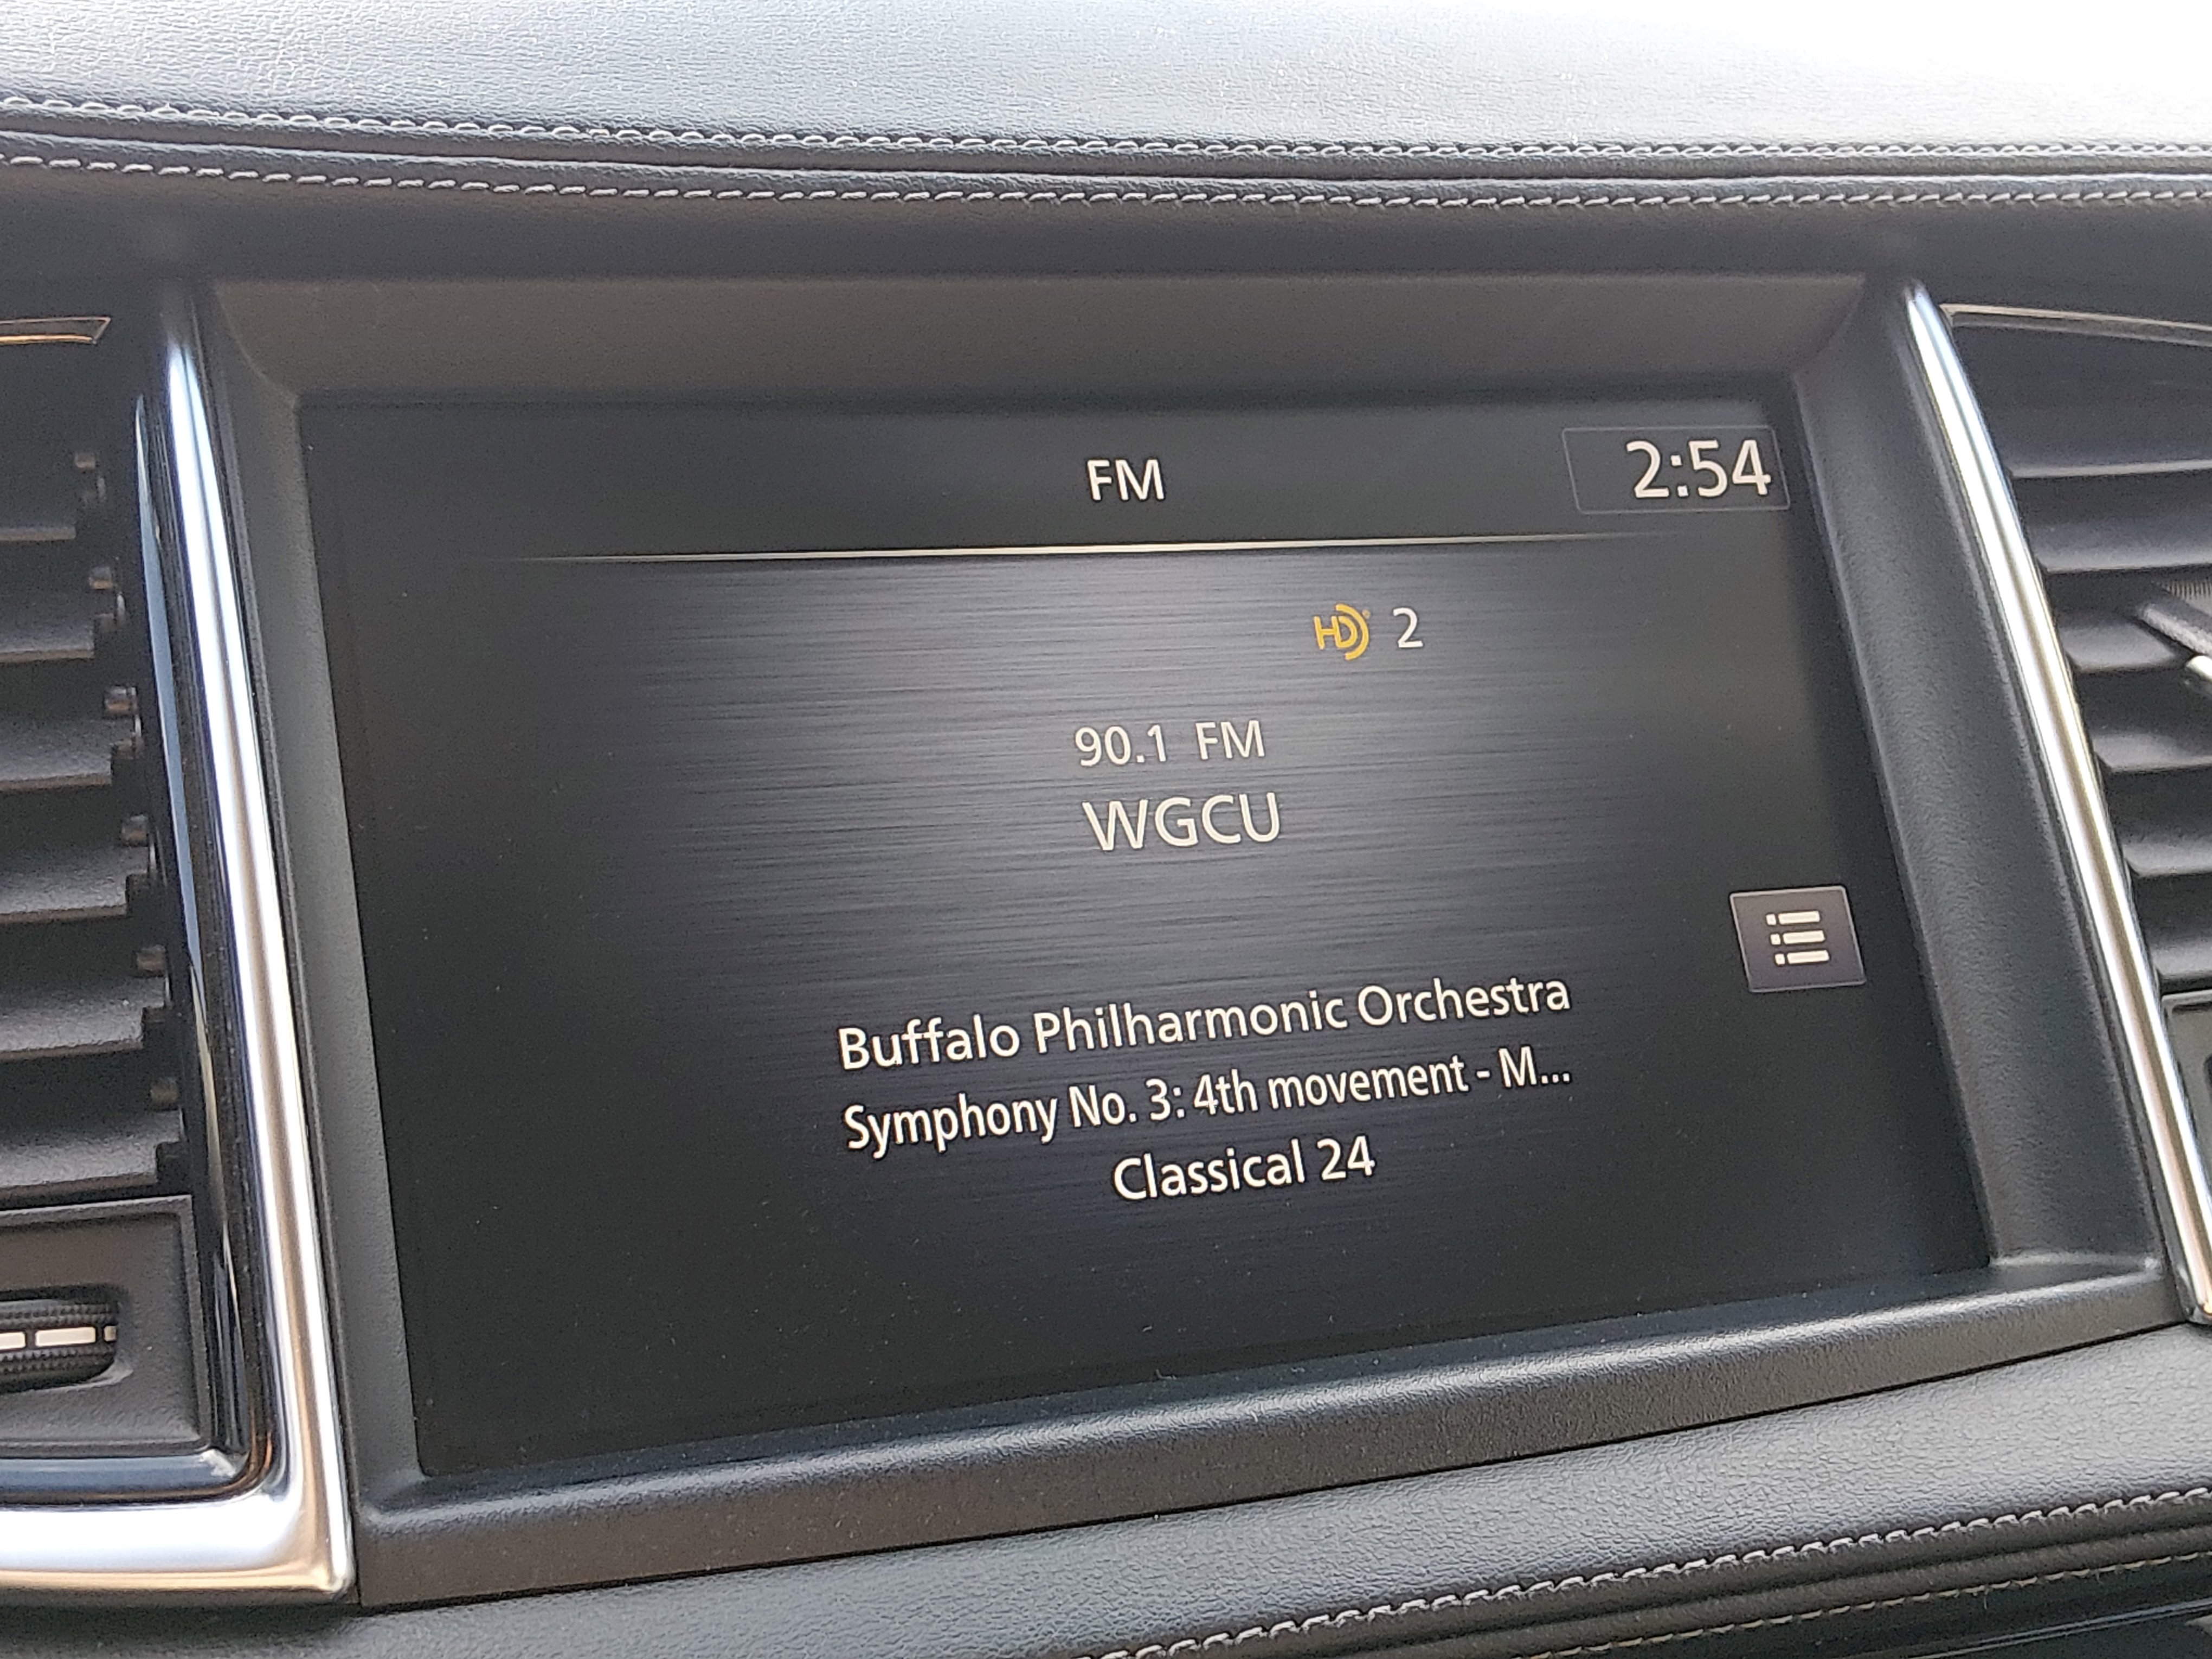 FM
2:54
HD 2
90.1 FM
WGCU
Buffalo Philharmonic Orchestra
Symphony No. 3: 4th movement - M...
Classical 24